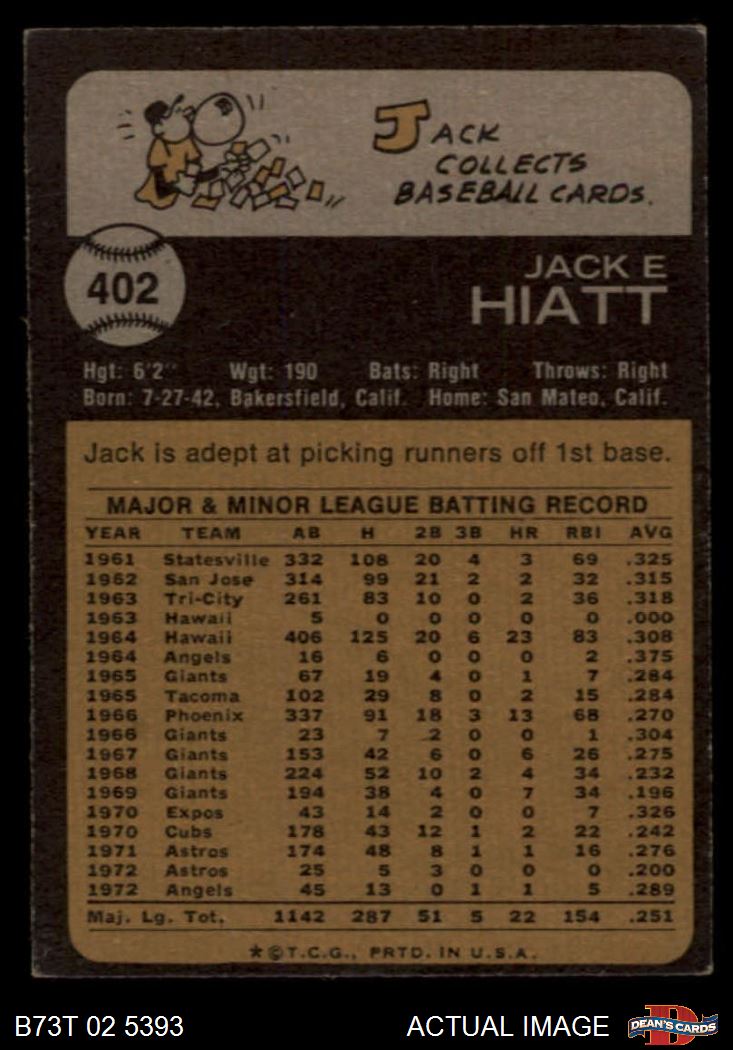 JACK
COLLECTS
BASEBALL CARDS.
402
JACK E
HIATT
Hgt: 6'2" Wgt: 190 Bats: Right Throws: Right
Born: 7-27-42, Bakersfield, Calif. Home: San Mateo, Calif.
Jack is adept at picking runners off 1st base.
MAJOR & MINOR LEAGUE BATTING RECORD
YEAR TEAM AB H 2B 3B HR RBI AVG
1961 Statesville 332 108 20 4 3 69 .325
1962 San Jose 314 99 21 2 2 32 .315
1963 Tri-City 261 83 10 0 2 36 .318
1963 Hawaii 5 0 0 0 0 0 .000
1964 Hawaii 406 125 20 6 23 83 .308
1964 Angels 16 6 0 0 0 2 .375
1965 Giants 67 19 4 0 1 7 .284
1965 Tacoma 102 29 8 0 2 15 .284
1966 Phoenix 337 91 18 3 13 68 .270
1966 Giants 23 7 2 0 0 1 .304
1967 Giants 153 42 6 0 6 26 .275
1968 Giants 224 52 10 2 4 34 .232
1969 Giants 194 38 4 0 7 34 .196
1970 Expos 43 14 2 0 0 7 .326
1970 Cubs 178 43 12 1 2 22 .242
1971 Astros 174 48 8 1 1 16 .276
1972 Astros 25 5 3 0 0 0 .200
1972 Angels 45 13 0 1 1 5 .289
Maj. Lg. Tot. 1142 287 51 5 22 154 .251
*©T.C.G., PRTD. IN U.S.A.
B73T 02 5393 ACTUAL IMAGE
D
DEAN'S CARDS